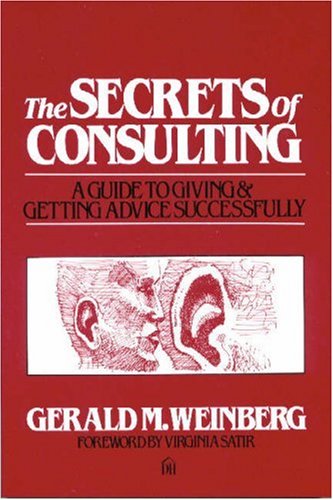 The SECRETS of
CONSULTING
A GUIDE TO GIVING &
GETTING ADVICE SUCCESSFULLY
GERALD M. WEINBERG
FOREWORD BY VIRGINIA SATIR
DH